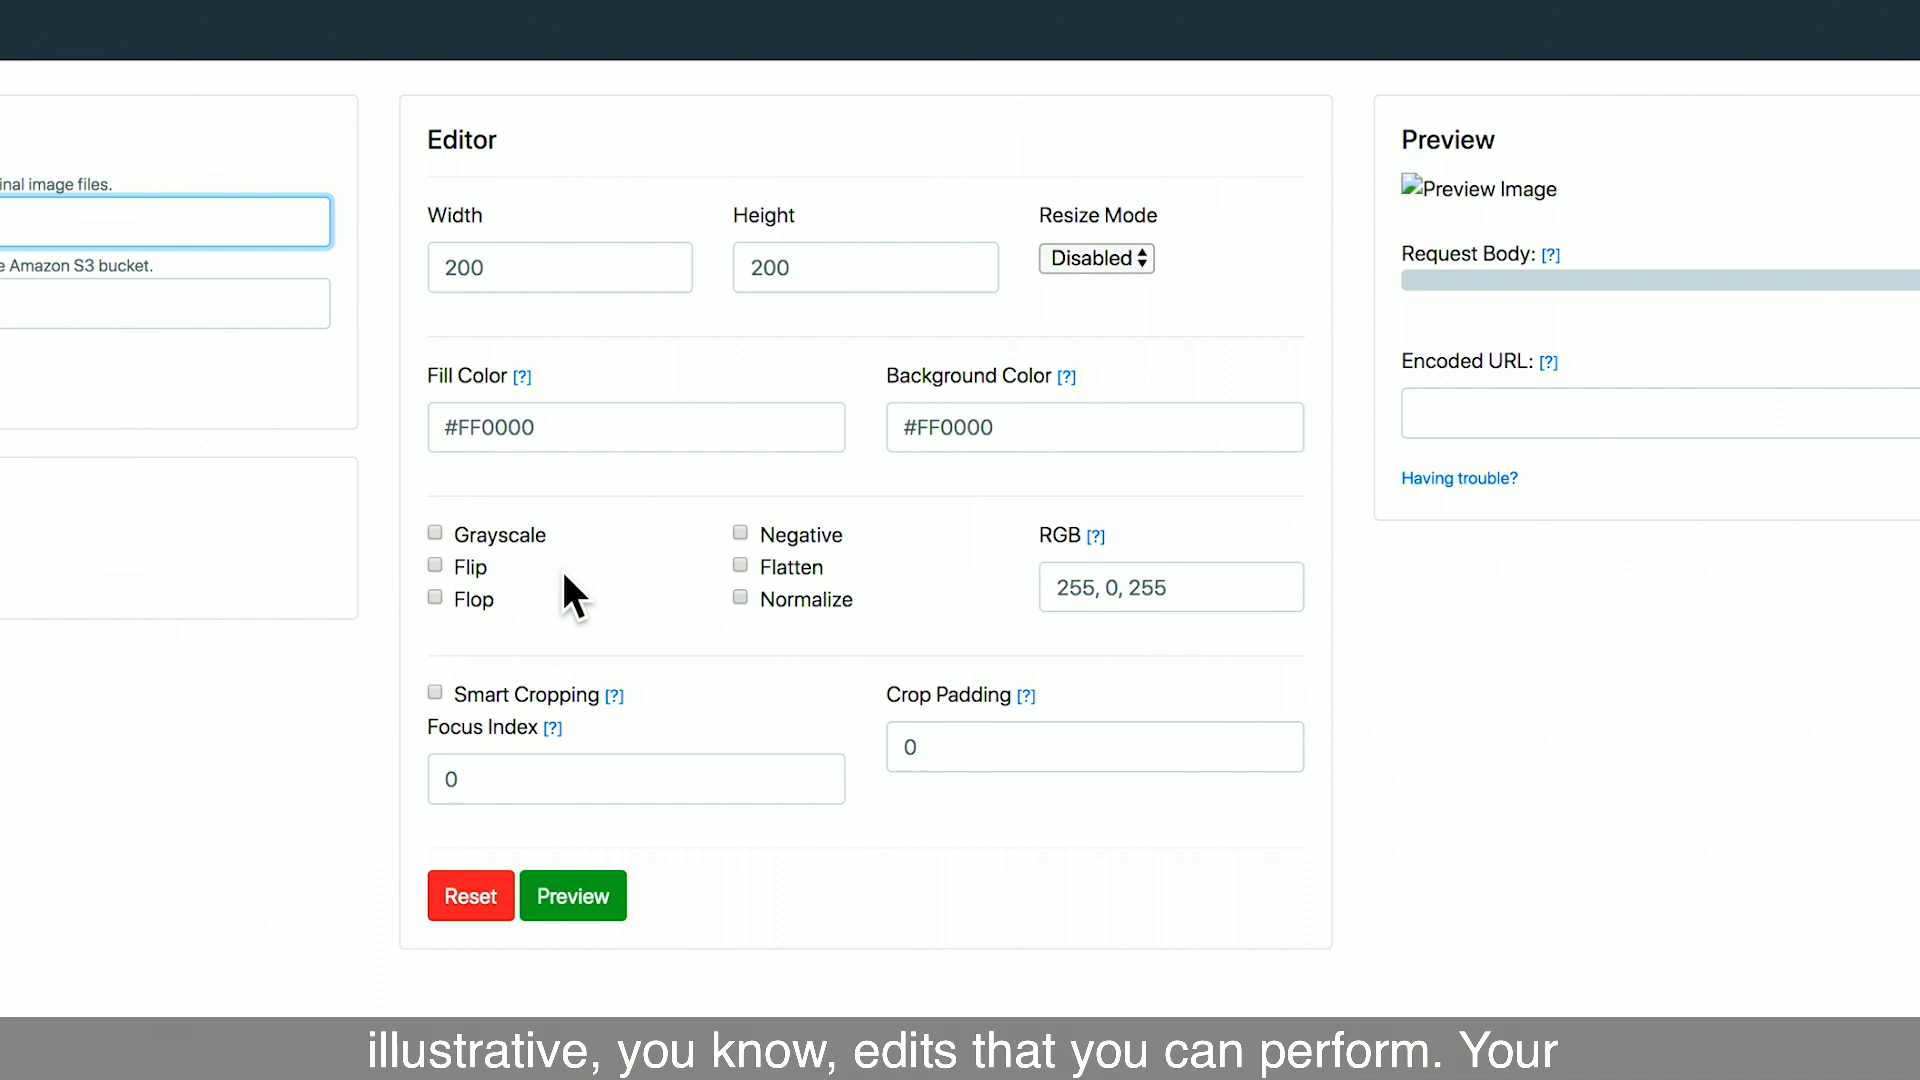 inal image files.
e Amazon S3 bucket.
Editor
Width
Height
Resize Mode
200
200
Disabled
Fill Color [?]
Background Color [?]
#FF0000
#FF0000
Grayscale
Flip
Flop
Negative
Flatten
Normalize
RGB [?]
255, 0, 255
Smart Cropping [?]
Focus Index [?]
0
Crop Padding [?]
0
Reset
Preview
Preview
Preview Image
Request Body: [?]
Encoded URL: [?]
Having trouble?
illustrative, you know, edits that you can perform. Your